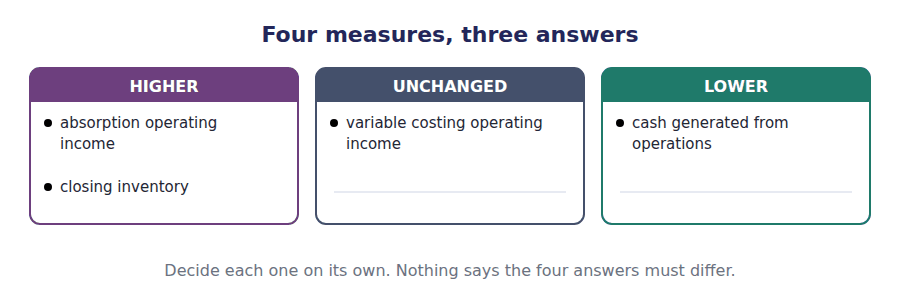 Four measures, three answers
HIGHER
absorption operating
income
closing inventory
UNCHANGED
variable costing operating
income
LOWER
cash generated from
operations
Decide each one on its own. Nothing says the four answers must differ.